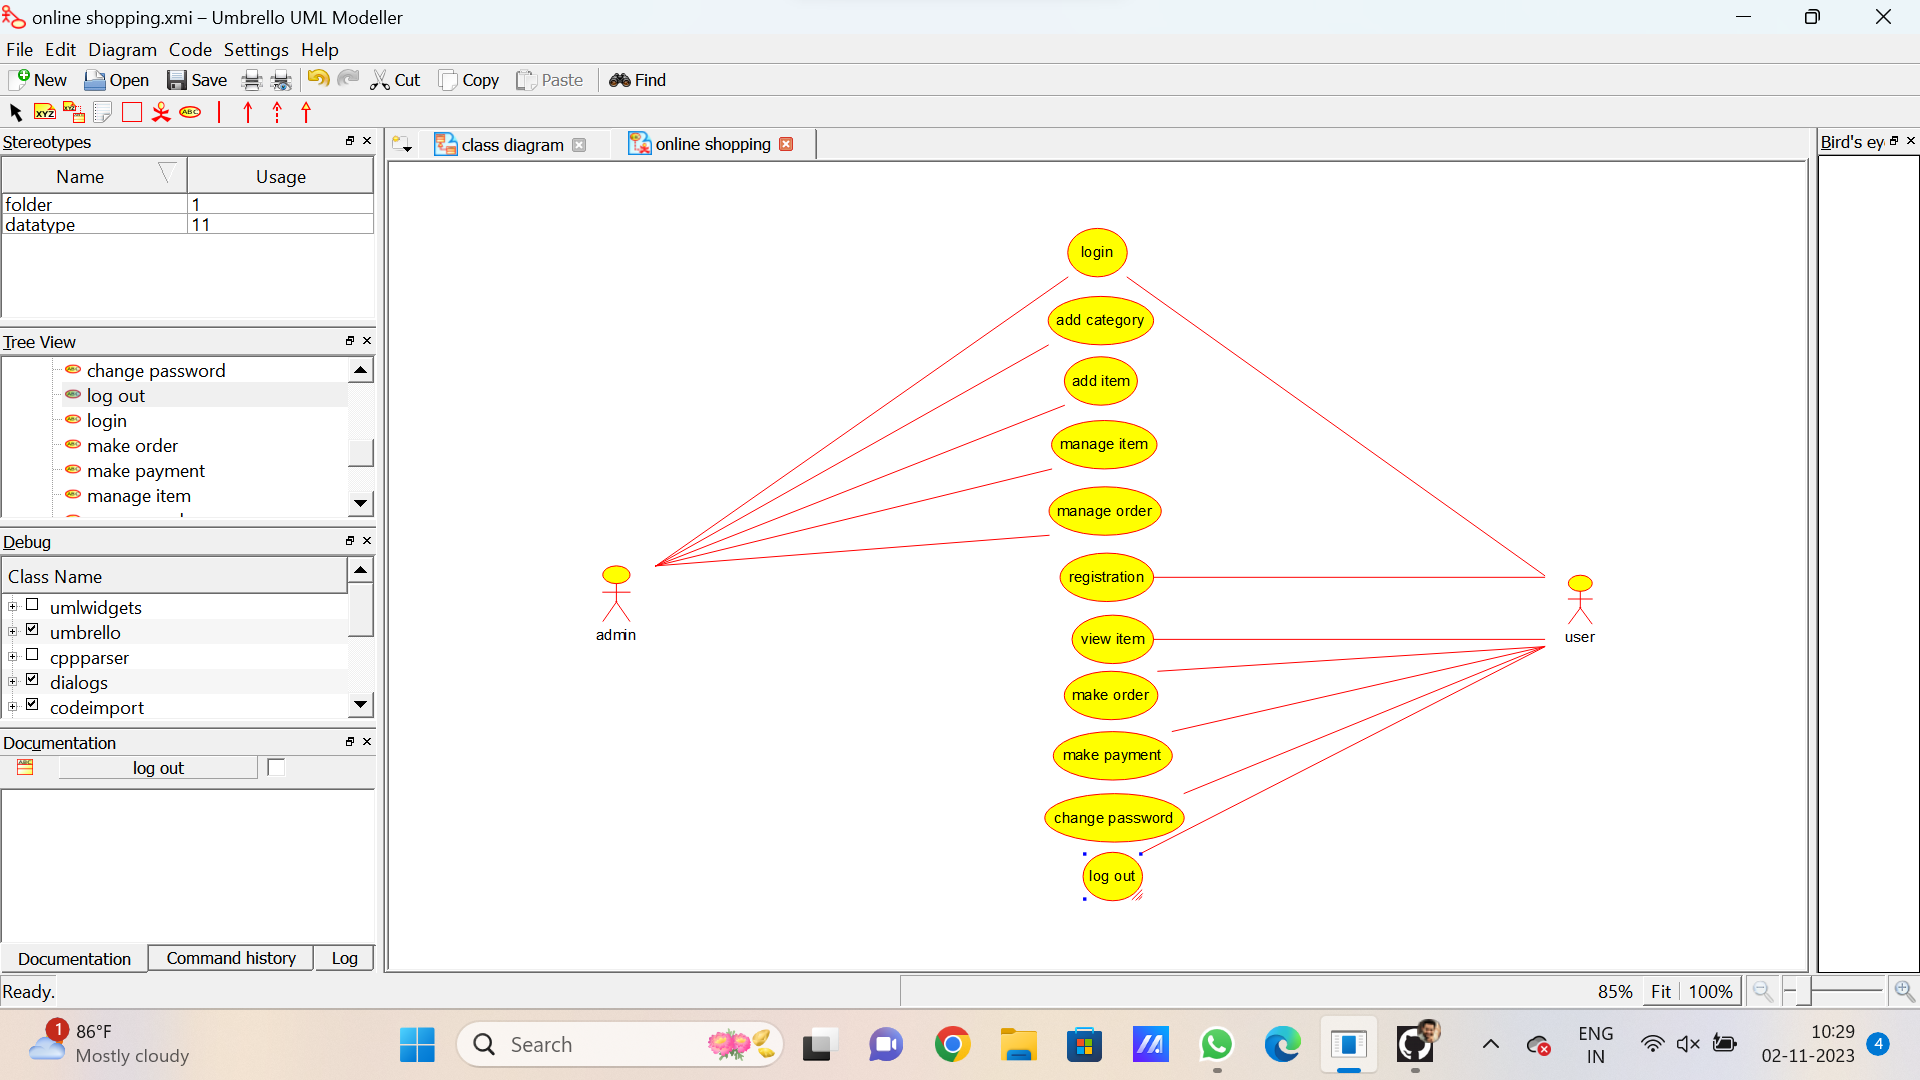 online shopping.xmi – Umbrello UML Modeller
File Edit Diagram Code Settings Help
New Open Save Cut Copy Paste Find
XYZ XYZ ABC
Stereotypes
Name Usage
folder 1
datatype 11
Tree View
change password
log out
login
make order
make payment
manage item
Debug
Class Name
umlwidgets
umbrello
cppparser
dialogs
codeimport
Documentation
log out
Documentation Command history Log
class diagram online shopping
login
add category
add item
manage item
manage order
registration
view item
make order
make payment
change password
log out
admin
user
Bird's ey
Ready.
85% Fit 100%
1
86°F
Mostly cloudy
Search
ENG
IN
10:29
02-11-2023
4